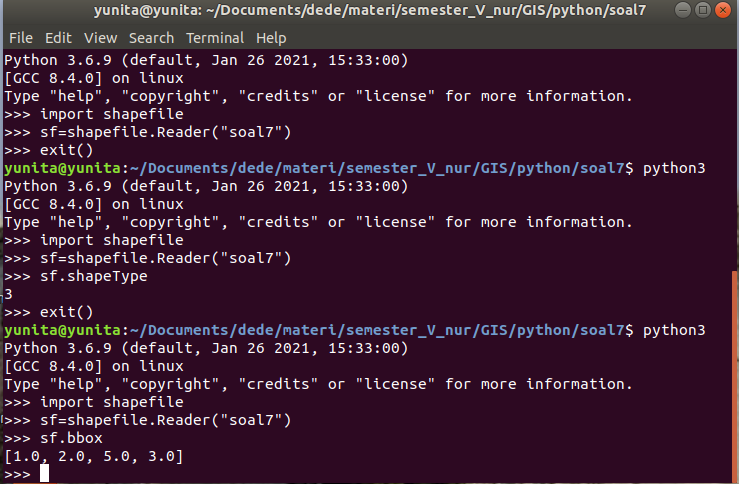 yunita@yunita: ~/Documents/dede/materi/semester_V_nur/GIS/python/soal7
File Edit View Search Terminal Help
Python 3.6.9 (default, Jan 26 2021, 15:33:00)
[GCC 8.4.0] on linux
Type "help", "copyright", "credits" or "license" for more information.
>>> import shapefile
>>> sf=shapefile.Reader("soal7")
>>> exit()
yunita@yunita:~/Documents/dede/materi/semester_V_nur/GIS/python/soal7$ python3
Python 3.6.9 (default, Jan 26 2021, 15:33:00)
[GCC 8.4.0] on linux
Type "help", "copyright", "credits" or "license" for more information.
>>> import shapefile
>>> sf=shapefile.Reader("soal7")
>>> sf.shapeType
3
>>> exit()
yunita@yunita:~/Documents/dede/materi/semester_V_nur/GIS/python/soal7$ python3
Python 3.6.9 (default, Jan 26 2021, 15:33:00)
[GCC 8.4.0] on linux
Type "help", "copyright", "credits" or "license" for more information.
>>> import shapefile
>>> sf=shapefile.Reader("soal7")
>>> sf.bbox
[1.0, 2.0, 5.0, 3.0]
>>>